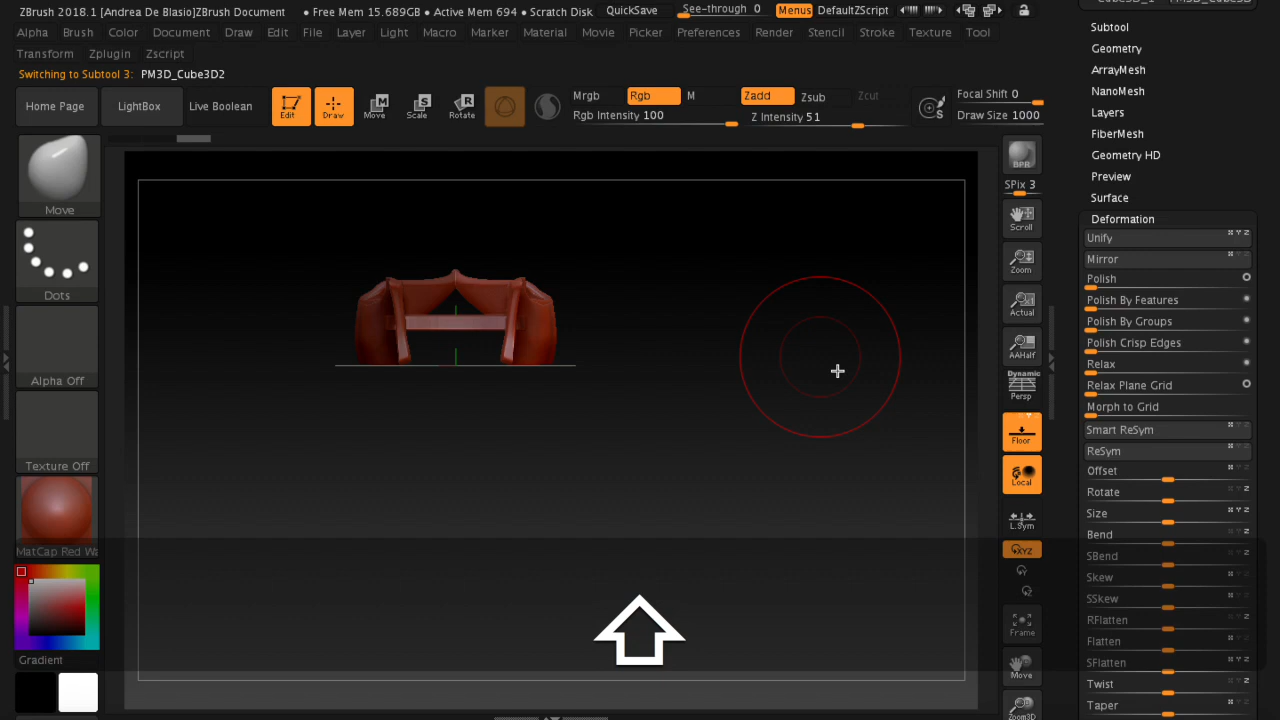 ZBrush 2018.1 [Andrea De Blasio]ZBrush Document • Free Mem 15.689GB • Active Mem 694 • Scratch Disk QuickSave See-through 0 Menus DefaultZScript
Alpha Brush Color Document Draw Edit File Layer Light Macro Marker Material Movie Picker Preferences Render Stencil Stroke Texture Tool
Transform Zplugin Zscript
Switching to Subtool 3: PM3D_Cube3D2
Home Page LightBox Live Boolean Edit Draw Move Scale Rotate
Mrgb Rgb M Zadd Zsub Zcut Focal Shift 0
Rgb Intensity 100 Z Intensity 51 Draw Size 1000
Move
Dots
Alpha Off
Texture Off
MatCap Red Wa
Gradient
BPR
SPix 3
Scroll
Zoom
Actual
AAHalf
Dynamic
Persp
Floor
Local
L.Sym
XYZ
Frame
Move
Zoom3D
Subtool
Geometry
ArrayMesh
NanoMesh
Layers
FiberMesh
Geometry HD
Preview
Surface
Deformation
Unify
Mirror
Polish
Polish By Features
Polish By Groups
Polish Crisp Edges
Relax
Relax Plane Grid
Morph to Grid
Smart ReSym
ReSym
Offset
Rotate
Size
Bend
SBend
Skew
SSkew
RFlatten
Flatten
SFlatten
Twist
Taper